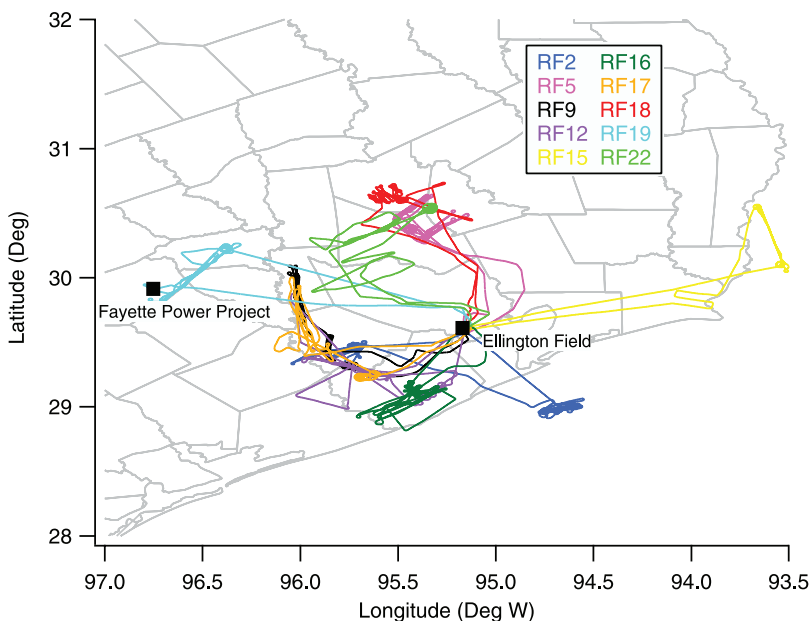 32
31
30
29
28
Latitude (Deg)
RF2 RF16
RF5 RF17
RF9 RF18
RF12 RF19
RF15 RF22
Fayette Power Project
Ellington Field
97.0 96.5 96.0 95.5 95.0 94.5 94.0 93.5
Longitude (Deg W)